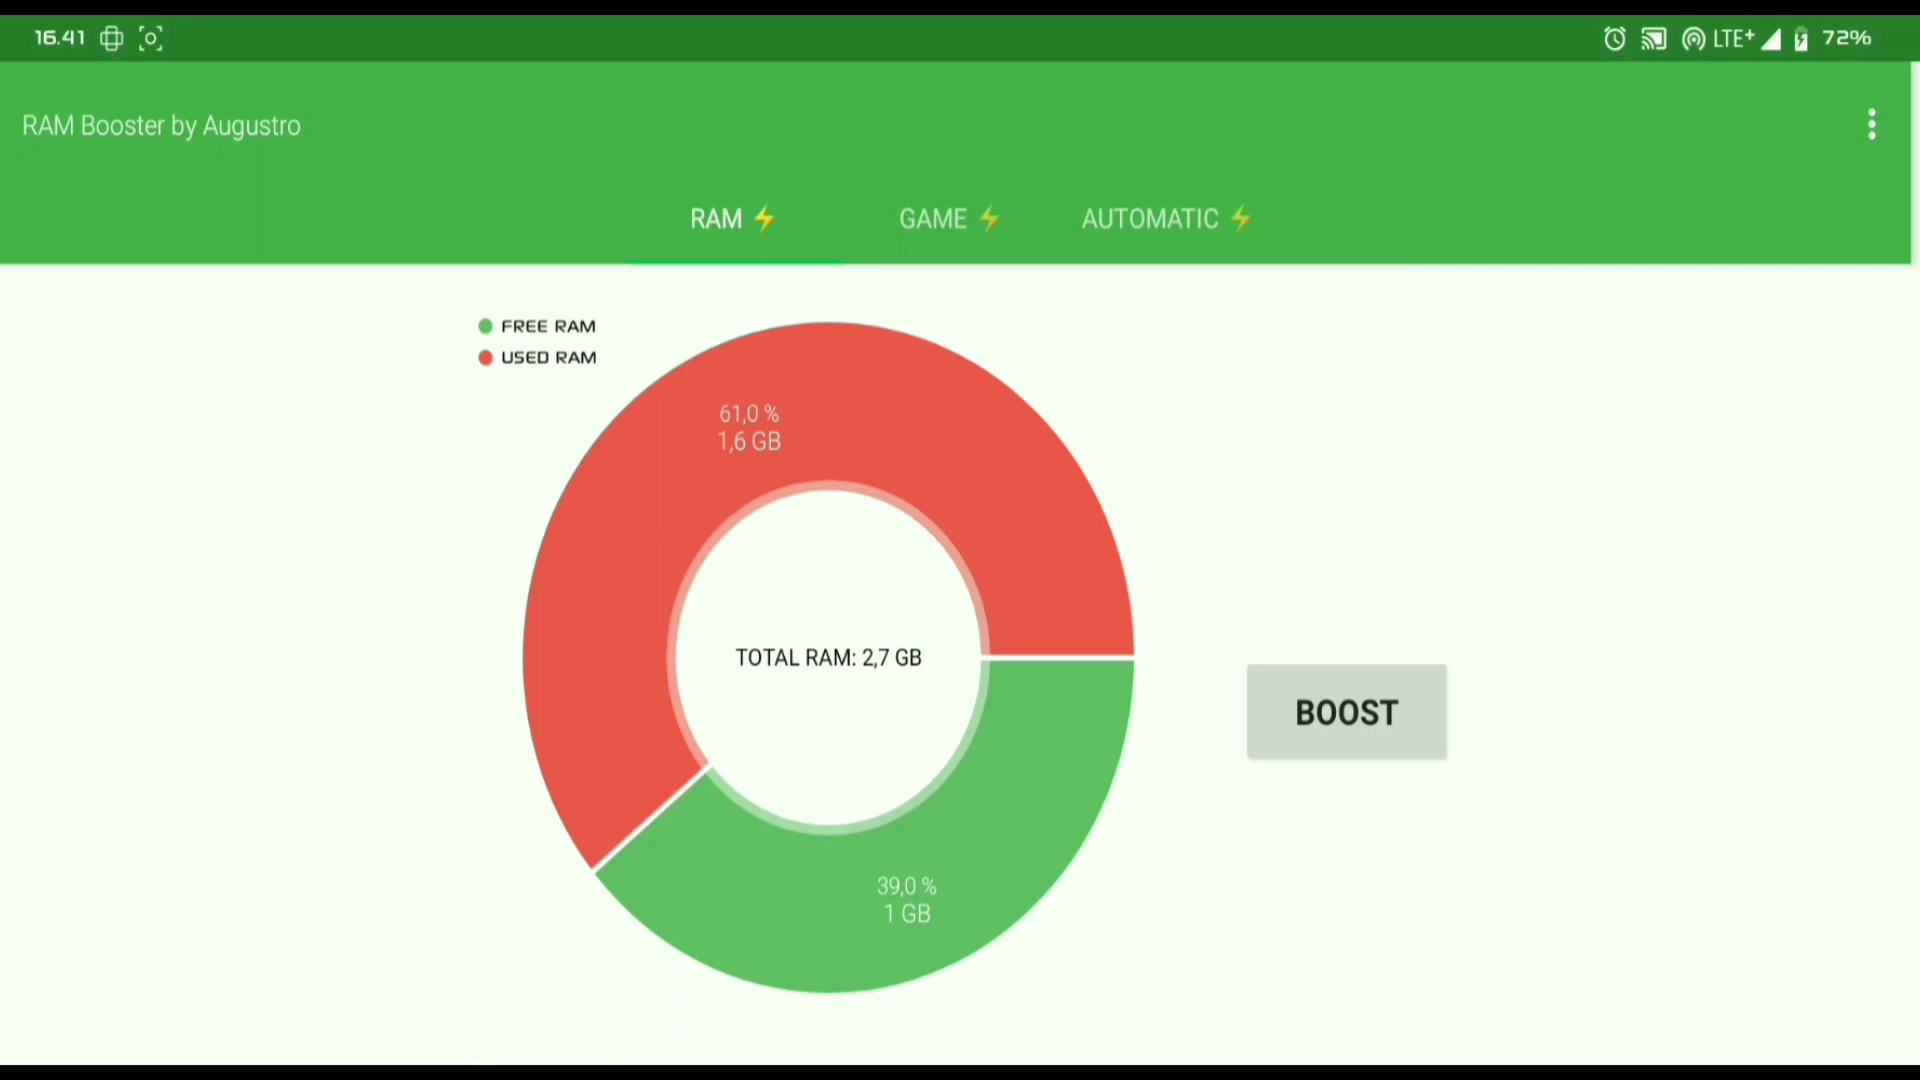 16.41
LTE+ 72%
RAM Booster by Augustro
RAM⚡ GAME⚡ AUTOMATIC⚡
FREE RAM
USED RAM
61,0 %
1,6 GB
TOTAL RAM: 2,7 GB
BOOST
39,0 %
1 GB